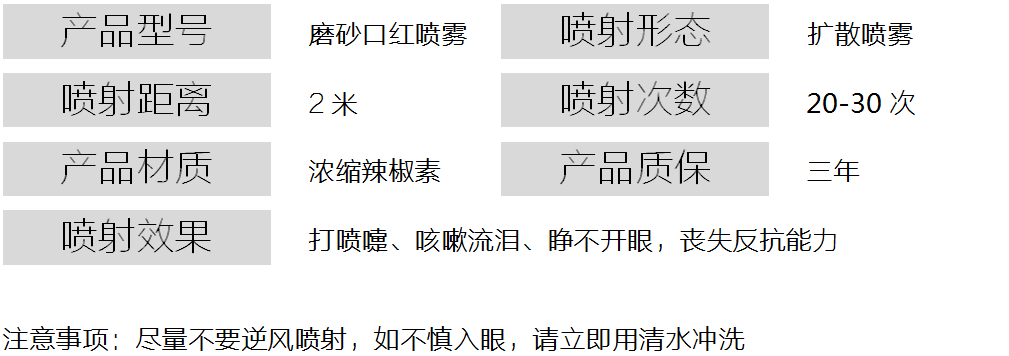 产品型号 磨砂口红喷雾 喷射形态 扩散喷雾
喷射距离 2米 喷射次数 20-30次
产品材质 浓缩辣椒素 产品质保 三年
喷射效果 打喷嚏、咳嗽流泪、睁不开眼，丧失反抗能力
注意事项；尽量不要逆风喷射，如不慎入眼，请立即用清水冲洗